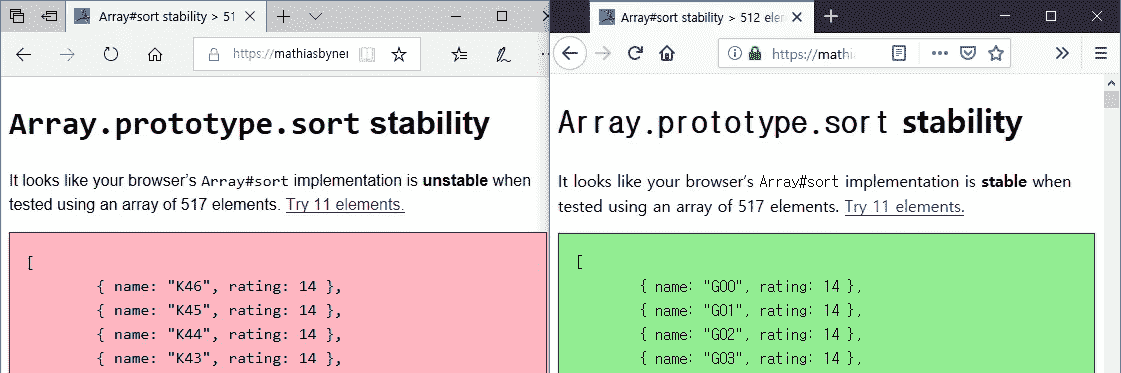 Array#sort stability > 51
https://mathiasbyner
Array.prototype.sort stability
It looks like your browser's Array#sort implementation is unstable when
tested using an array of 517 elements. Try 11 elements.
[
{ name: "K46", rating: 14 },
{ name: "K45", rating: 14 },
{ name: "K44", rating: 14 },
{ name: "K43", rating: 14 },
Array#sort stability > 512 elem
https://mathi
Array.prototype.sort stability
It looks like your browser's Array#sort implementation is stable when
tested using an array of 517 elements. Try 11 elements.
[
{ name: "G00", rating: 14 },
{ name: "G01", rating: 14 },
{ name: "G02", rating: 14 },
{ name: "G03", rating: 14 },